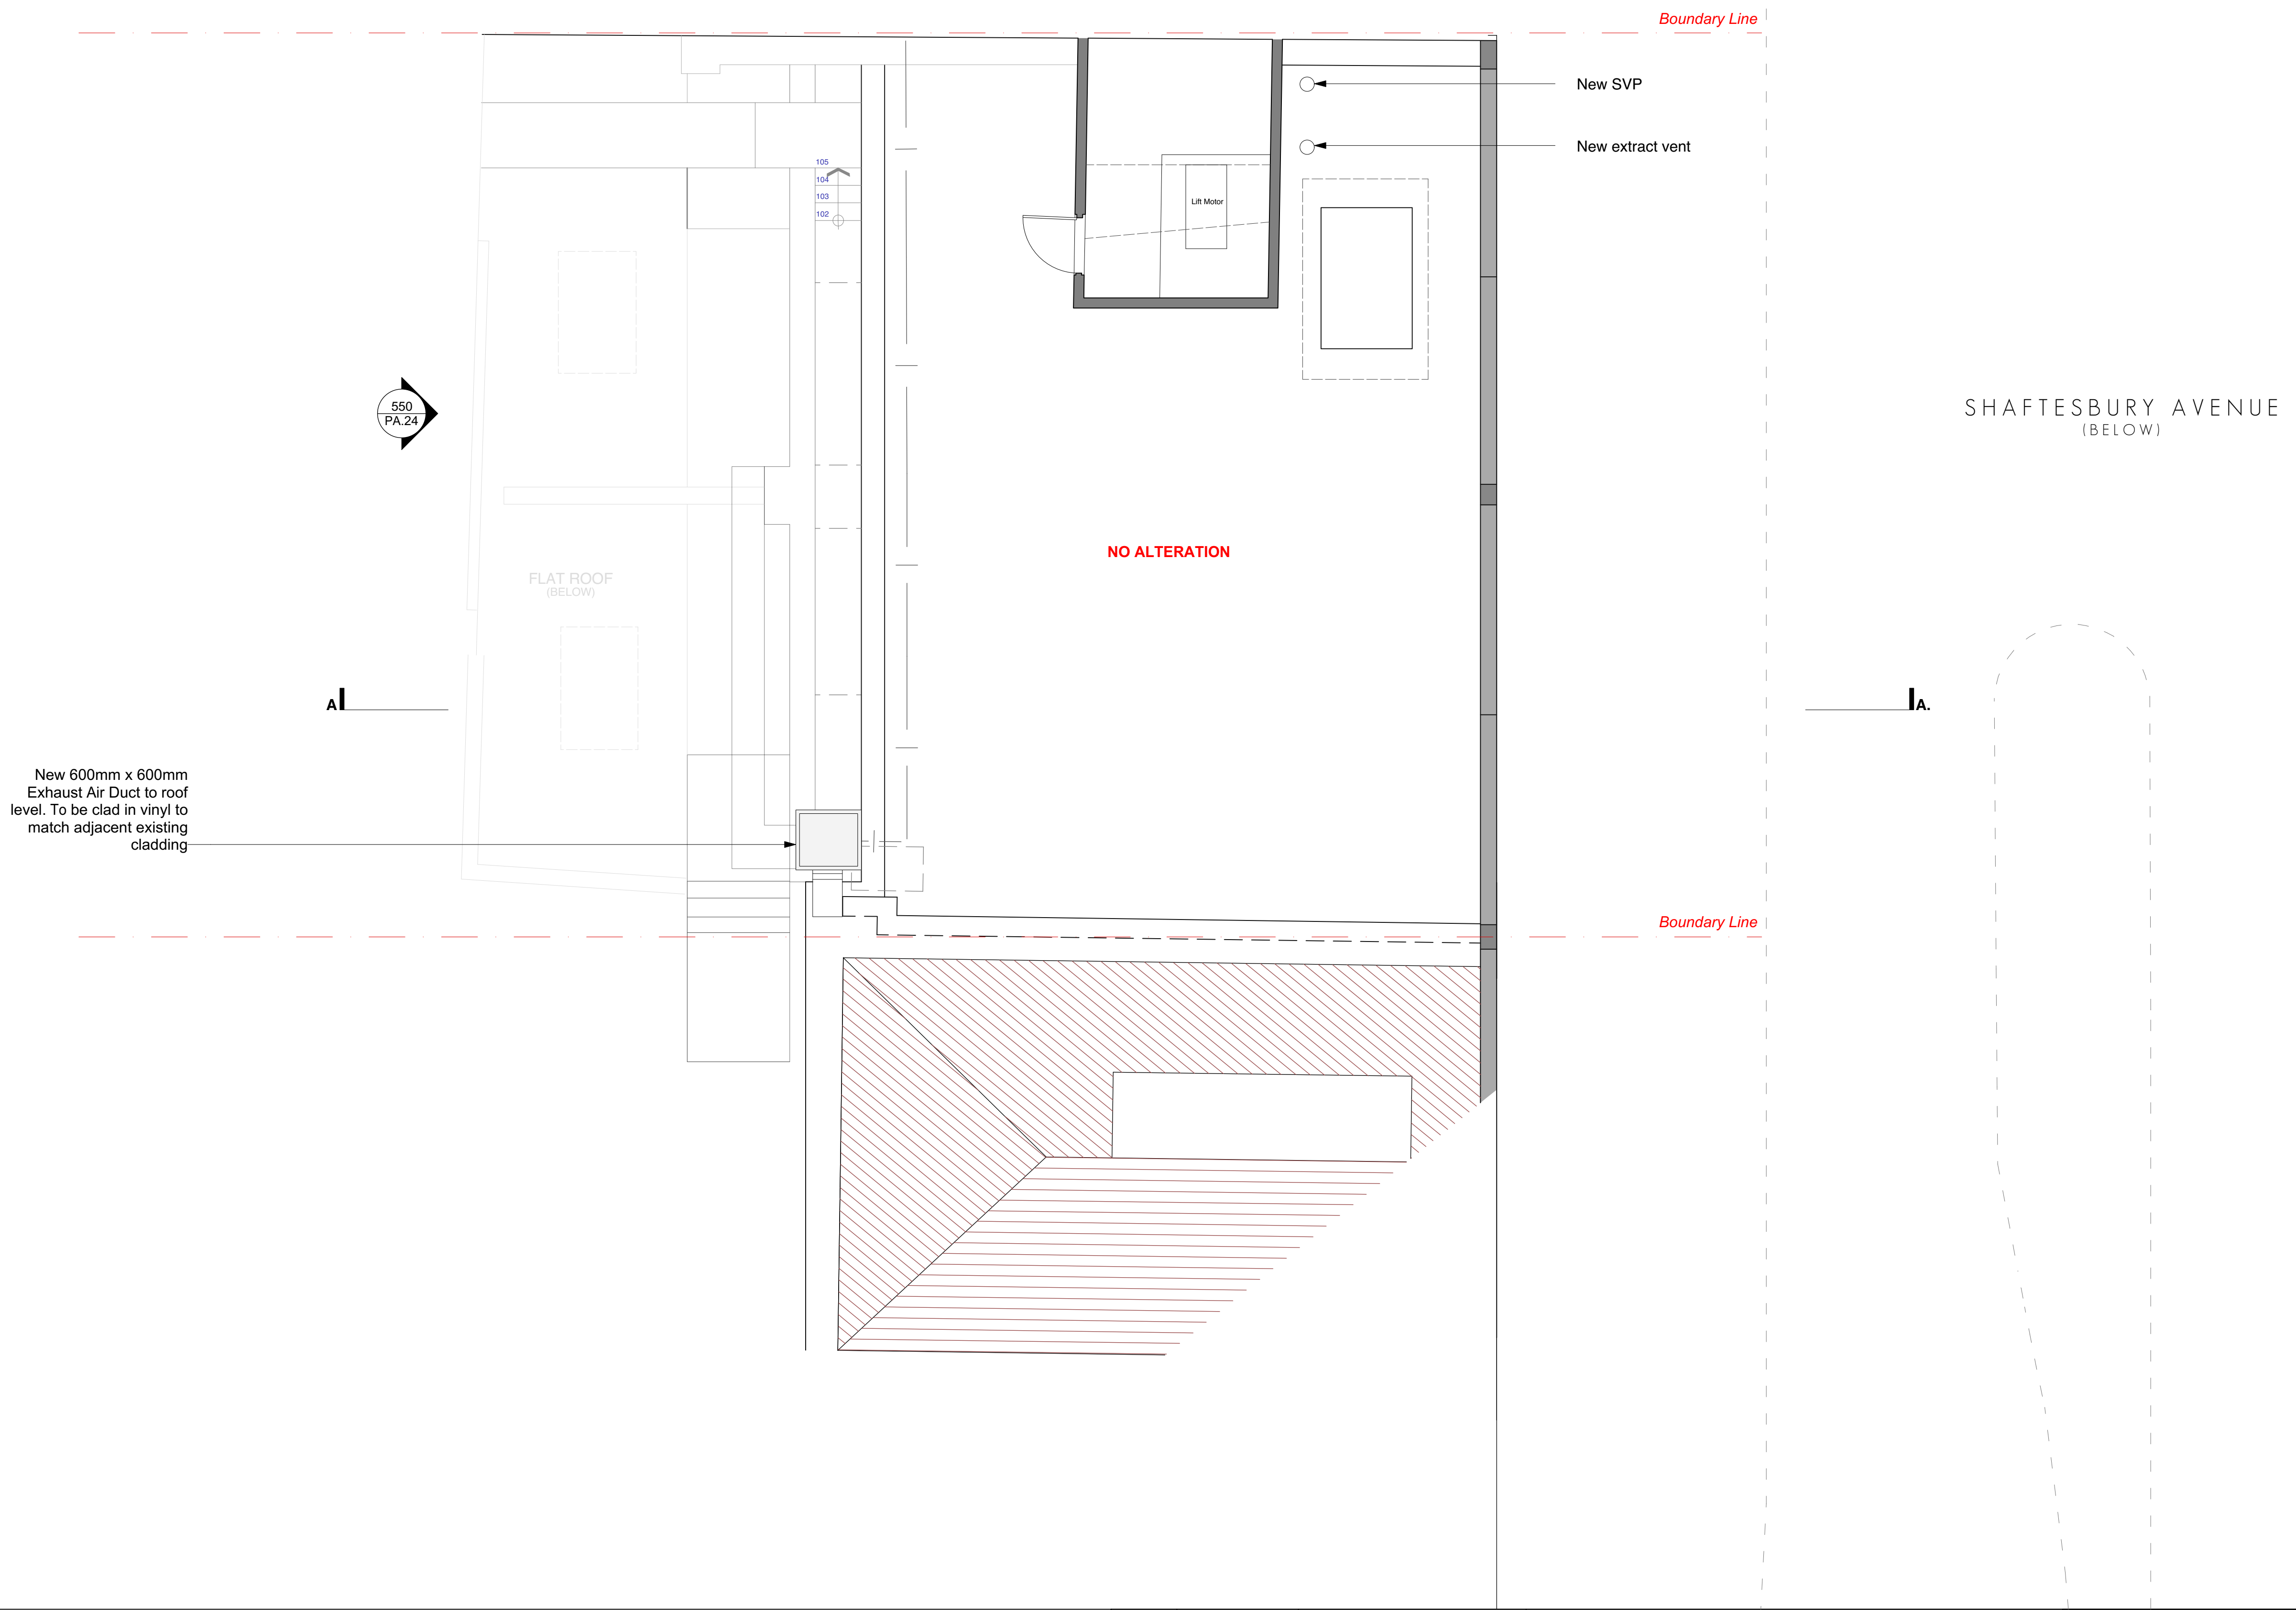 Boundary Line
New SVP
New extract vent
105
104
103
102
Lift Motor
550
PA.24
SHAFTESBURY AVENUE
(BELOW)
NO ALTERATION
FLAT ROOF
(BELOW)
A
A.
New 600mm x 600mm
Exhaust Air Duct to roof
level. To be clad in vinyl to
match adjacent existing
cladding
Boundary Line